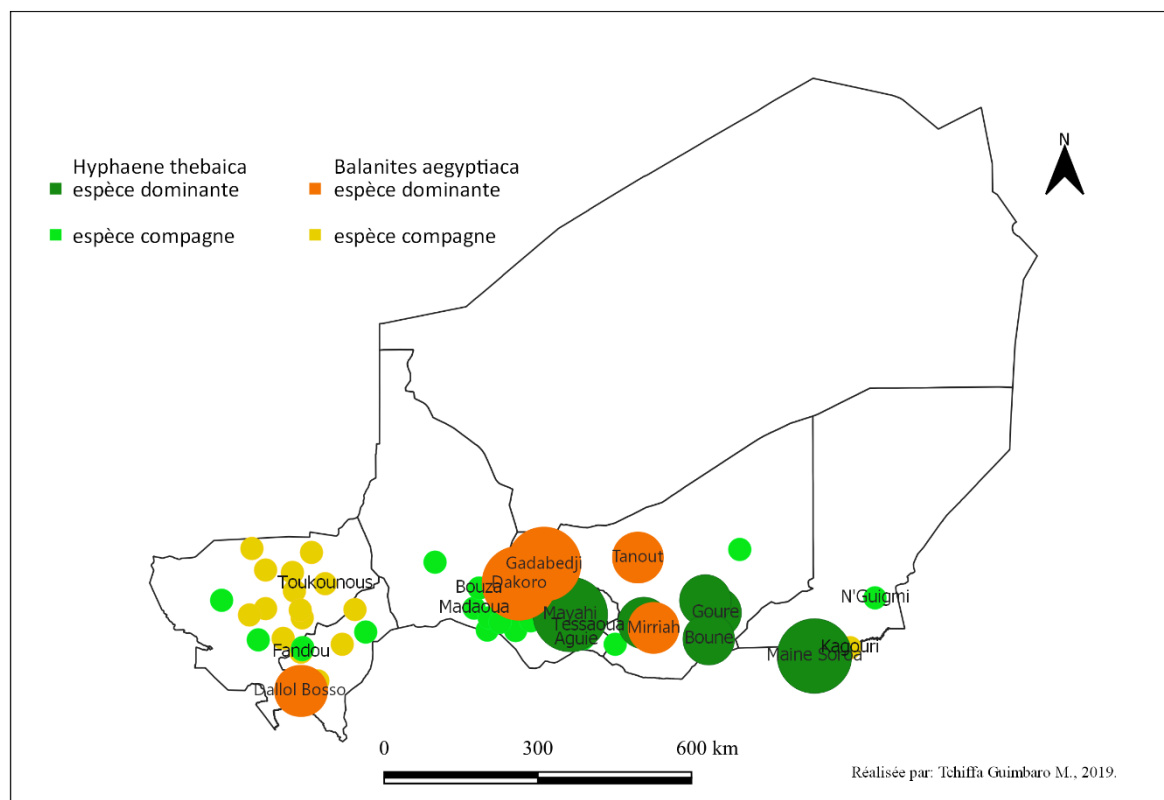 N
Hyphaene thebaica
espèce dominante
espèce compagne
Balanites aegyptiaca
espèce dominante
espèce compagne
Gadabedji
Tanout
Toukounous
Dakoro
Bouza
N'Guigmi
Madaoua
Mayahi
Goure
Tessaoua
Mirriah
Aguie
Boune
Fandou
Kagouri
Maine Soroa
Dallol Bosso
0 300 600 km
Réalisée par: Tchiffa Guimbaro M., 2019.